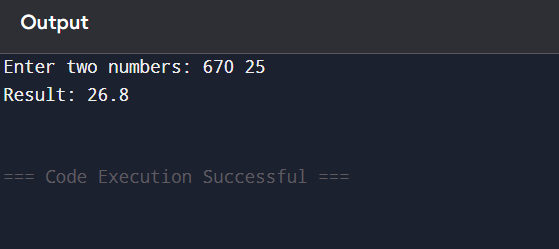 Output
Enter two numbers: 670 25
Result: 26.8
=== Code Execution Successful ===